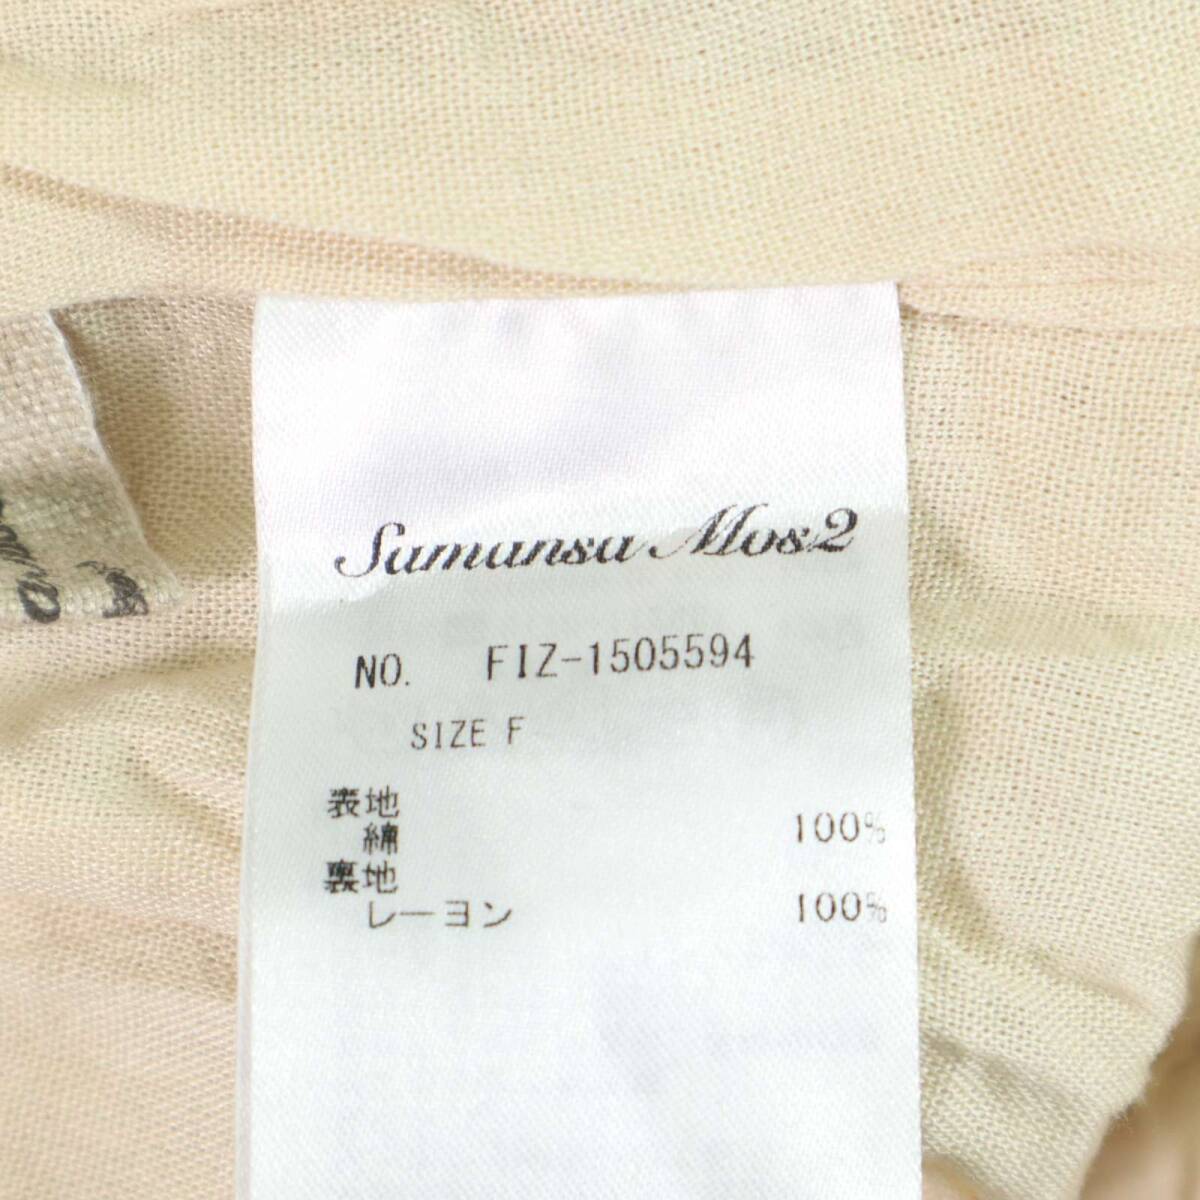 Samansa Mos2
NO. FIZ-1505594
SIZE F
表地
綿 100%
裏地
レーヨン 100%